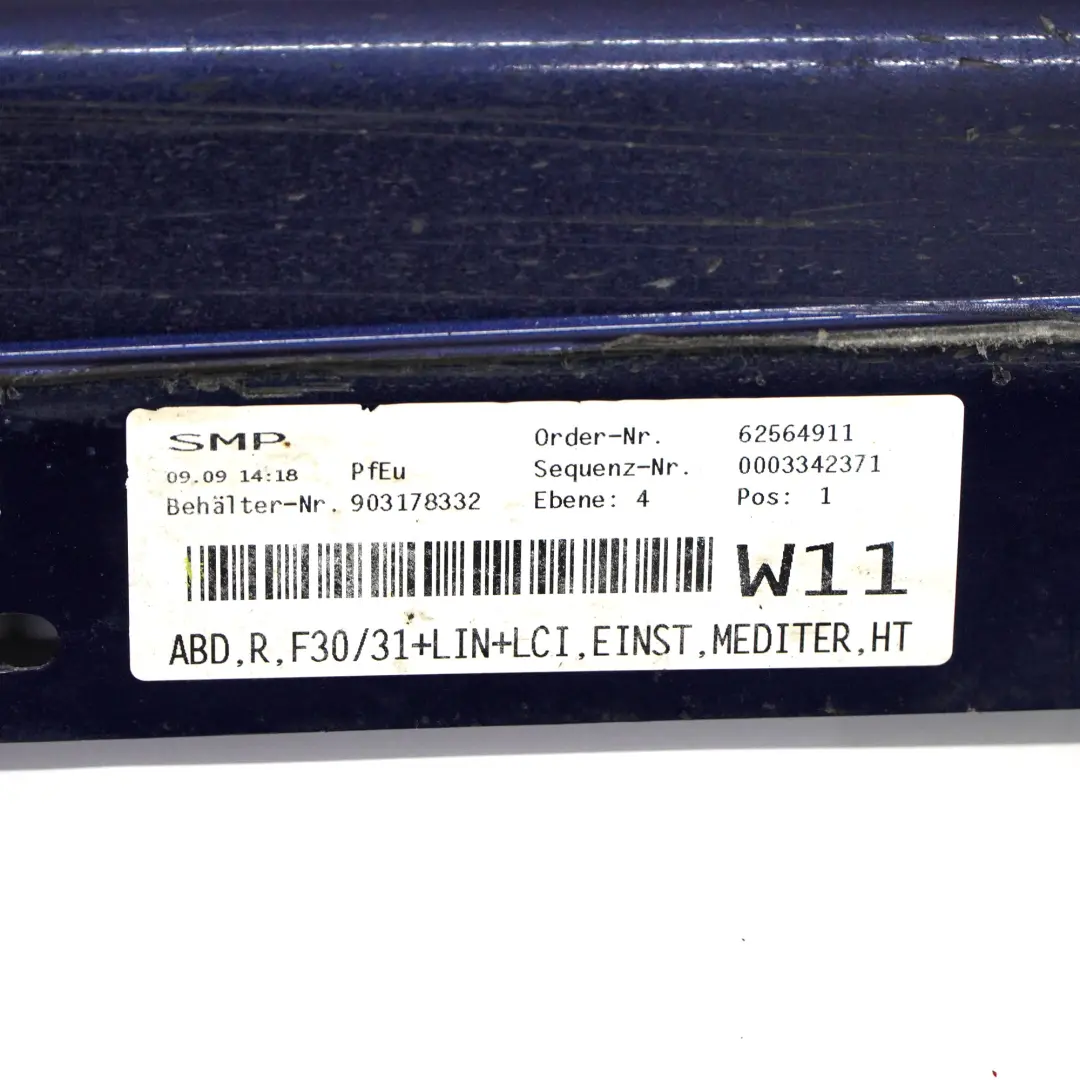 SMP. Order-Nr. 62564911
09.09 14:18 PfEu Sequenz-Nr. 0003342371
Behälter-Nr. 903178332 Ebene: 4 Pos: 1
W11
ABD,R,F30/31+LIN+LCI,EINST,MEDITER,HT